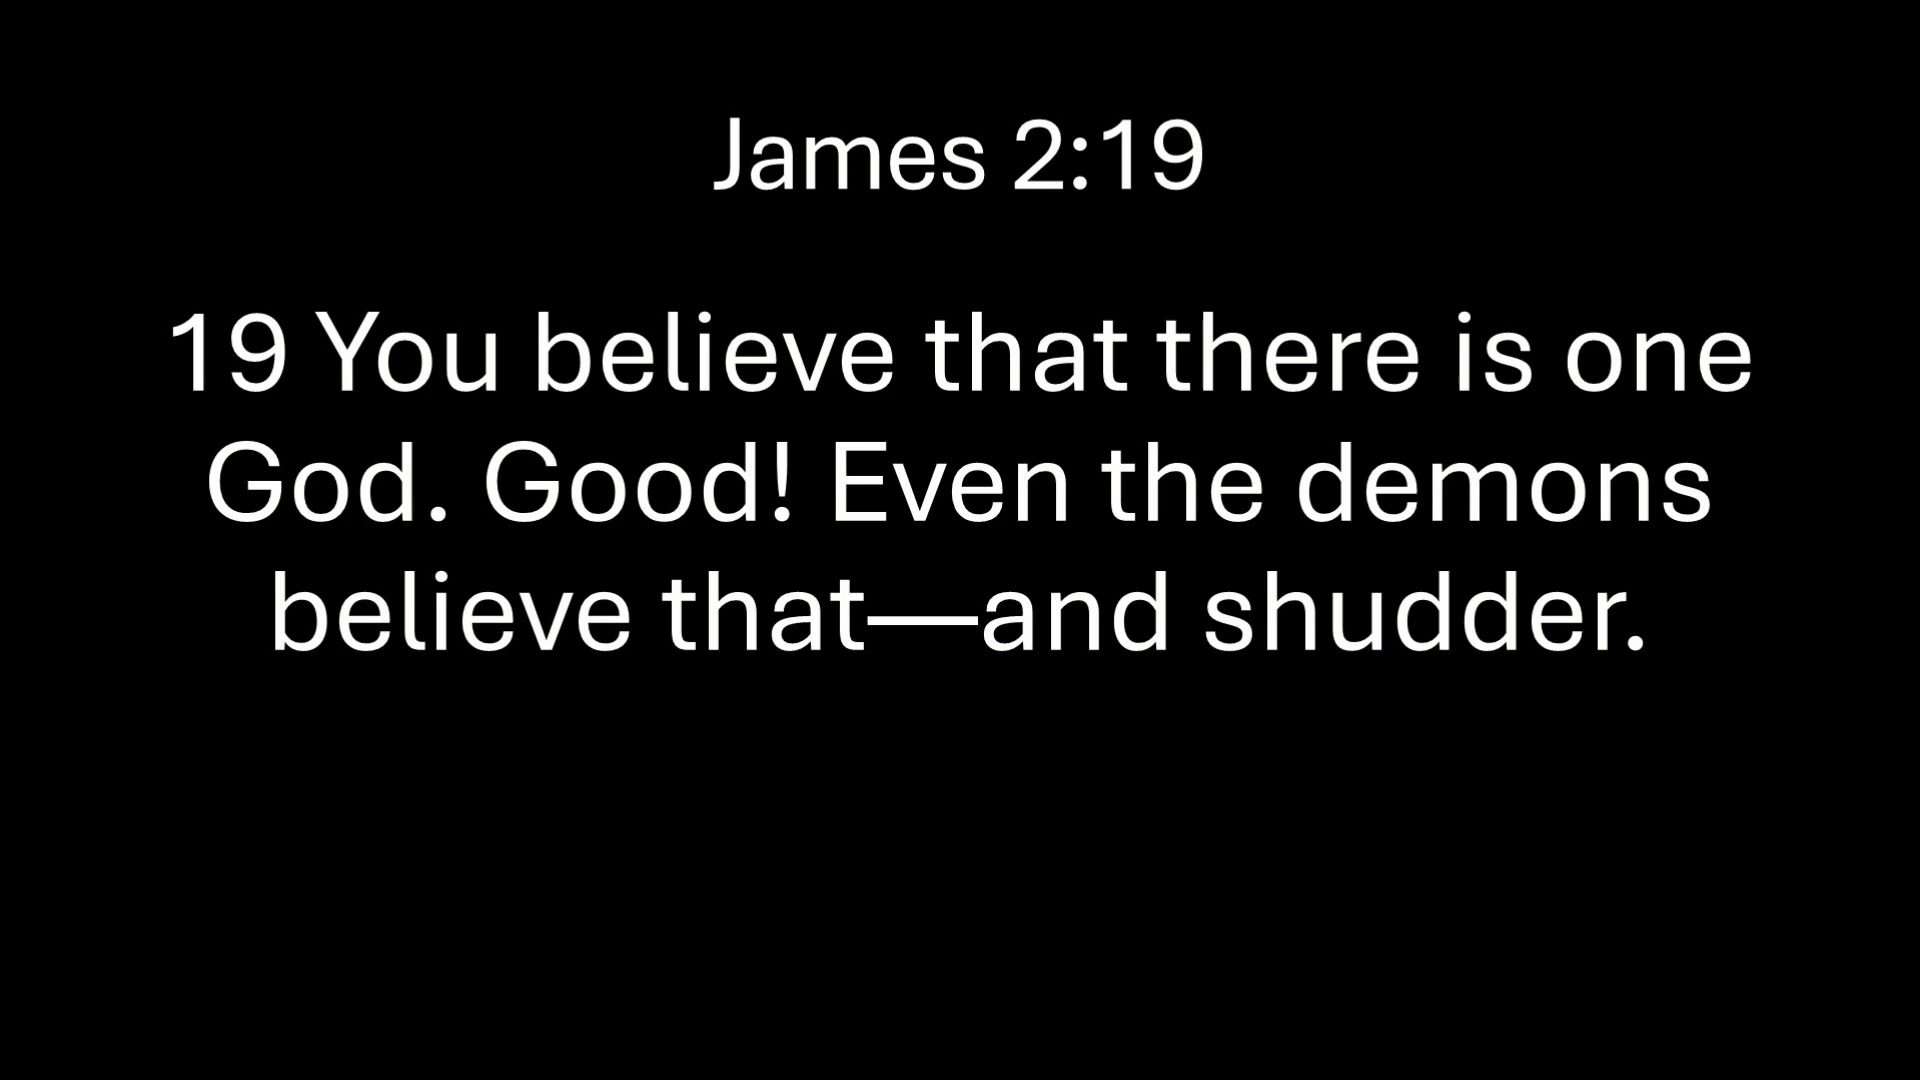 James 2:19
19 You believe that there is one
God. Good! Even the demons
believe that—and shudder.